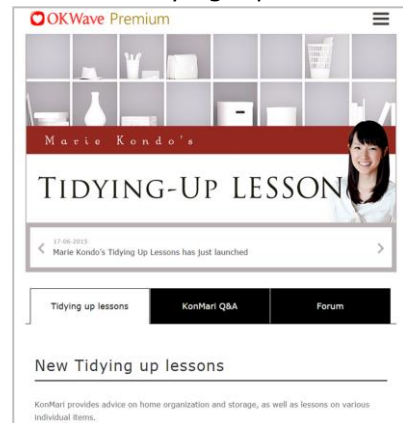 OKWave Premium
Marie Kondo's
TIDYING-UP LESSON
17-06-2015
Marie Kondo's Tidying Up Lessons has just launched
Tidying up lessons
KonMari Q&A
Forum
New Tidying up lessons
KonMari provides advice on home organization and storage, as well as lessons on various
individual items.